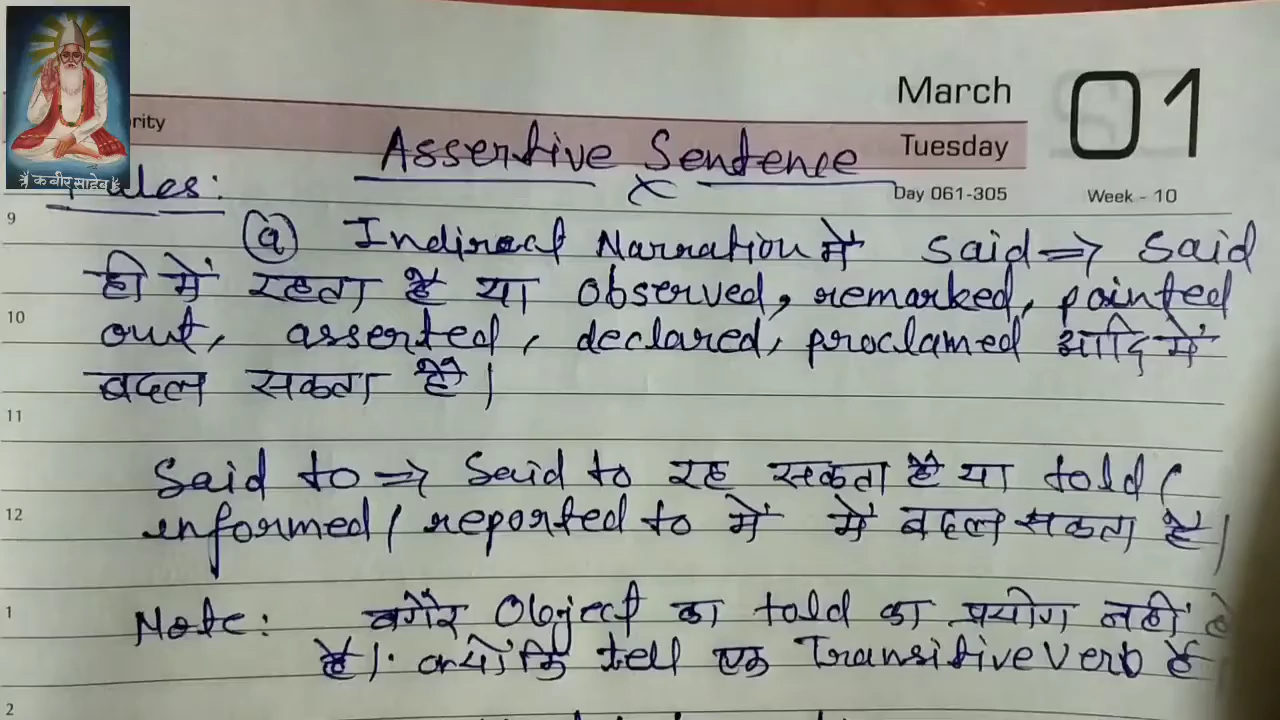 March
01
rity
Assertive Sentence
Tuesday
Day 061-305
Week - 10
श्री कबीर साहेब
Rules:
9
(a) Indirect Narration में said ⇒ said
ही में रहता है या observed, remarked, pointed
10
out, asserted, declared, proclamed आदि में
बदल सकता है।
11
Said to ⇒ Said to रह सकता है या told/
12
informed/ reported to में में बदल सकता है।
1
Note: बगैर Object का told का प्रयोग नहीं
है। क्योंकि tell एक Transitive verb है
2